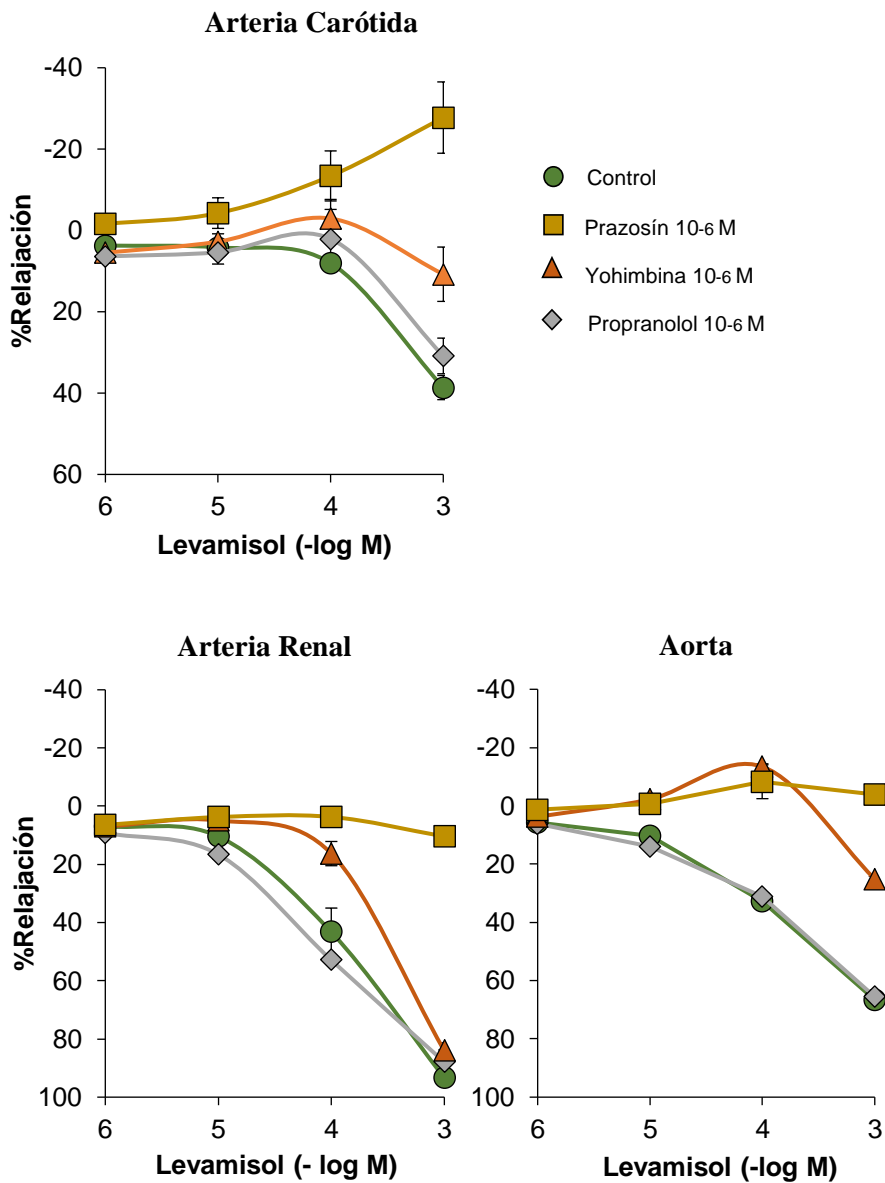 Arteria Carótida
-40
-20
0
20
40
60
%Relajación
6 5 4 3
Levamisol (-log M)
Control
Prazosín 10-6 M
Yohimbina 10-6 M
Propranolol 10-6 M
Arteria Renal
-40
-20
0
20
40
60
80
100
%Relajación
6 5 4 3
Levamisol (- log M)
Aorta
-40
-20
0
20
40
60
80
100
6 5 4 3
Levamisol (-log M)